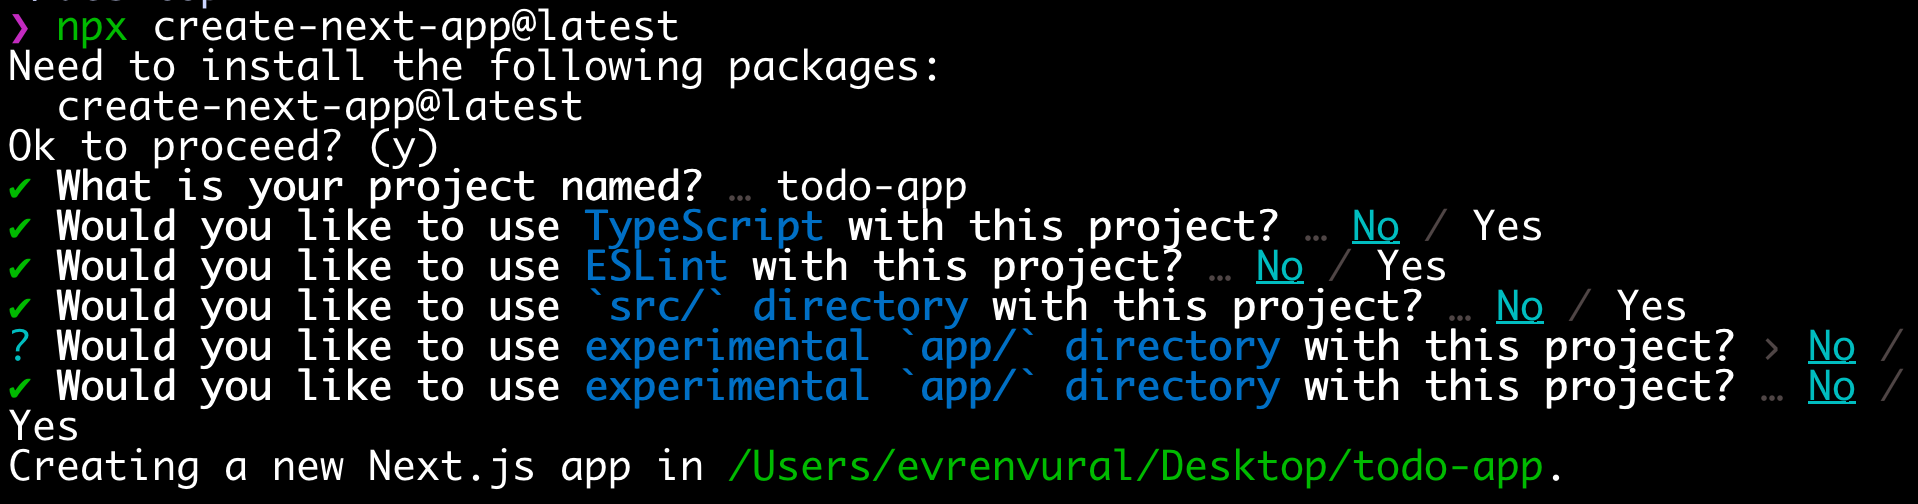 ❯ npx create-next-app@latest
Need to install the following packages:
  create-next-app@latest
Ok to proceed? (y)
✔ What is your project named? … todo-app
✔ Would you like to use TypeScript with this project? … No / Yes
✔ Would you like to use ESLint with this project? … No / Yes
✔ Would you like to use `src/` directory with this project? … No / Yes
? Would you like to use experimental `app/` directory with this project? › No /
✔ Would you like to use experimental `app/` directory with this project? … No /
Yes
Creating a new Next.js app in /Users/evrenvural/Desktop/todo-app.